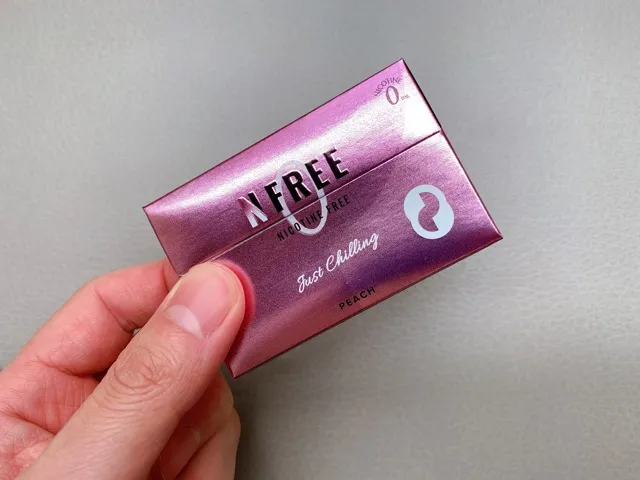 NICOTINE
0mg
NFREE
NICOTINE FREE
Just Chilling
PEACH